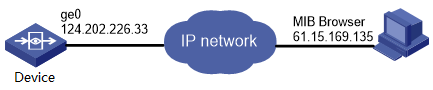 ge0
124.202.226.33
Device
IP network
MIB Browser
61.15.169.135